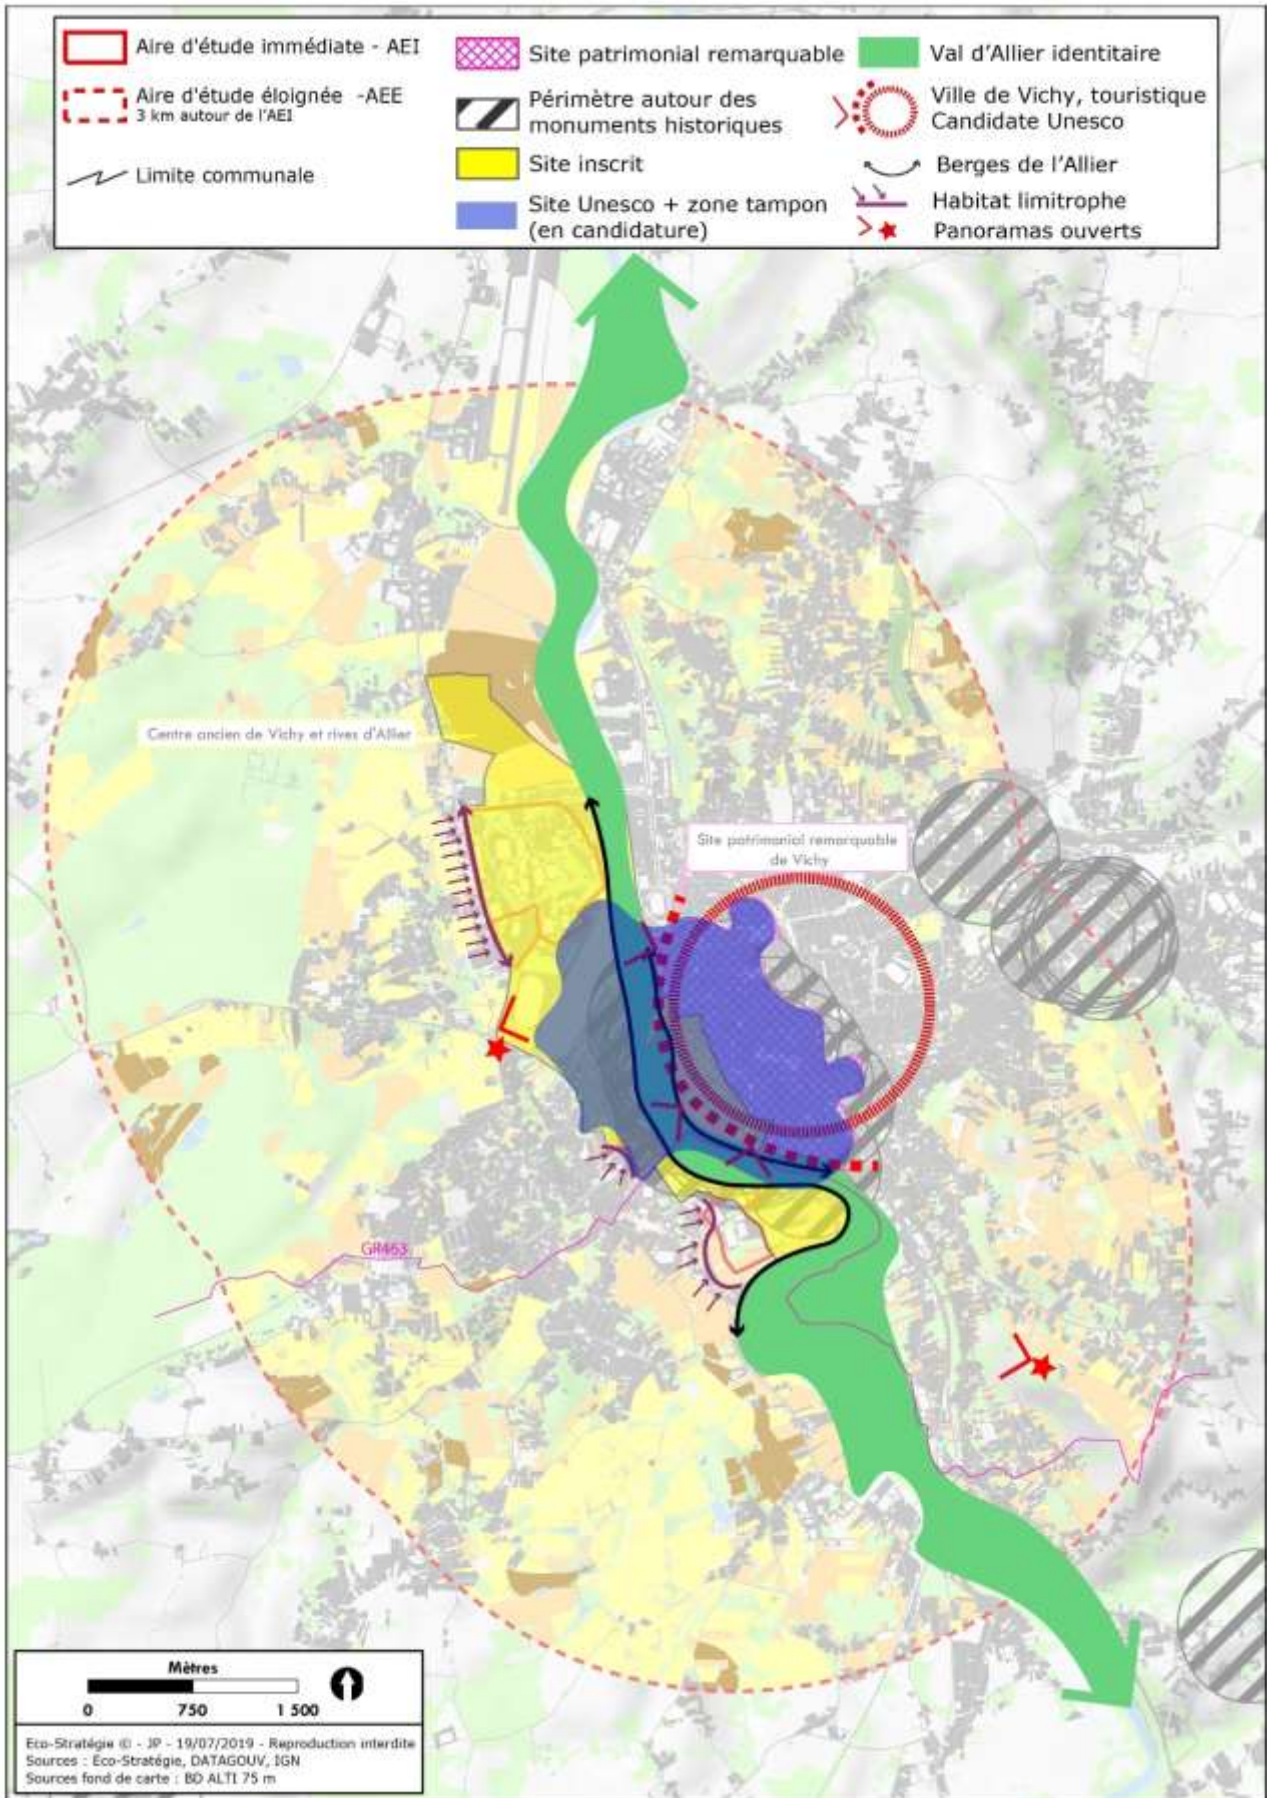 Aire d'étude immédiate - AEI
Aire d'étude éloignée -AEE
3 km autour de l'AEI
Limite communale
Site patrimonial remarquable
Périmètre autour des
monuments historiques
Site inscrit
Site Unesco + zone tampon
(en candidature)
Val d'Allier identitaire
Ville de Vichy, touristique
Candidate Unesco
Berges de l'Allier
Habitat limitrophe
Panoramas ouverts
Centre ancien de Vichy et rives d'Allier
Site patrimonial remarquable
de Vichy
GR463
Mètres
0 750 1 500
Eco-Stratégie © - JP - 19/07/2019 - Reproduction interdite
Sources : Eco-Stratégie, DATAGOUV, IGN
Sources fond de carte : BD ALTI 75 m